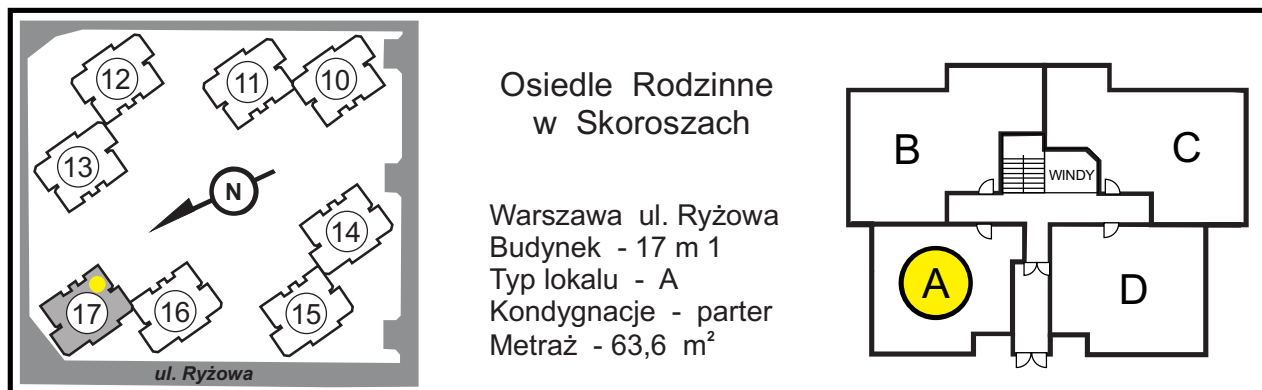 12
11
10
13
N
14
17
16
15
ul. Ryżowa
Osiedle Rodzinne
w Skoroszach
Warszawa ul. Ryżowa
Budynek - 17 m 1
Typ lokalu - A
Kondygnacje - parter
Metraż - 63,6 m²
B
C
WINDY
A
D